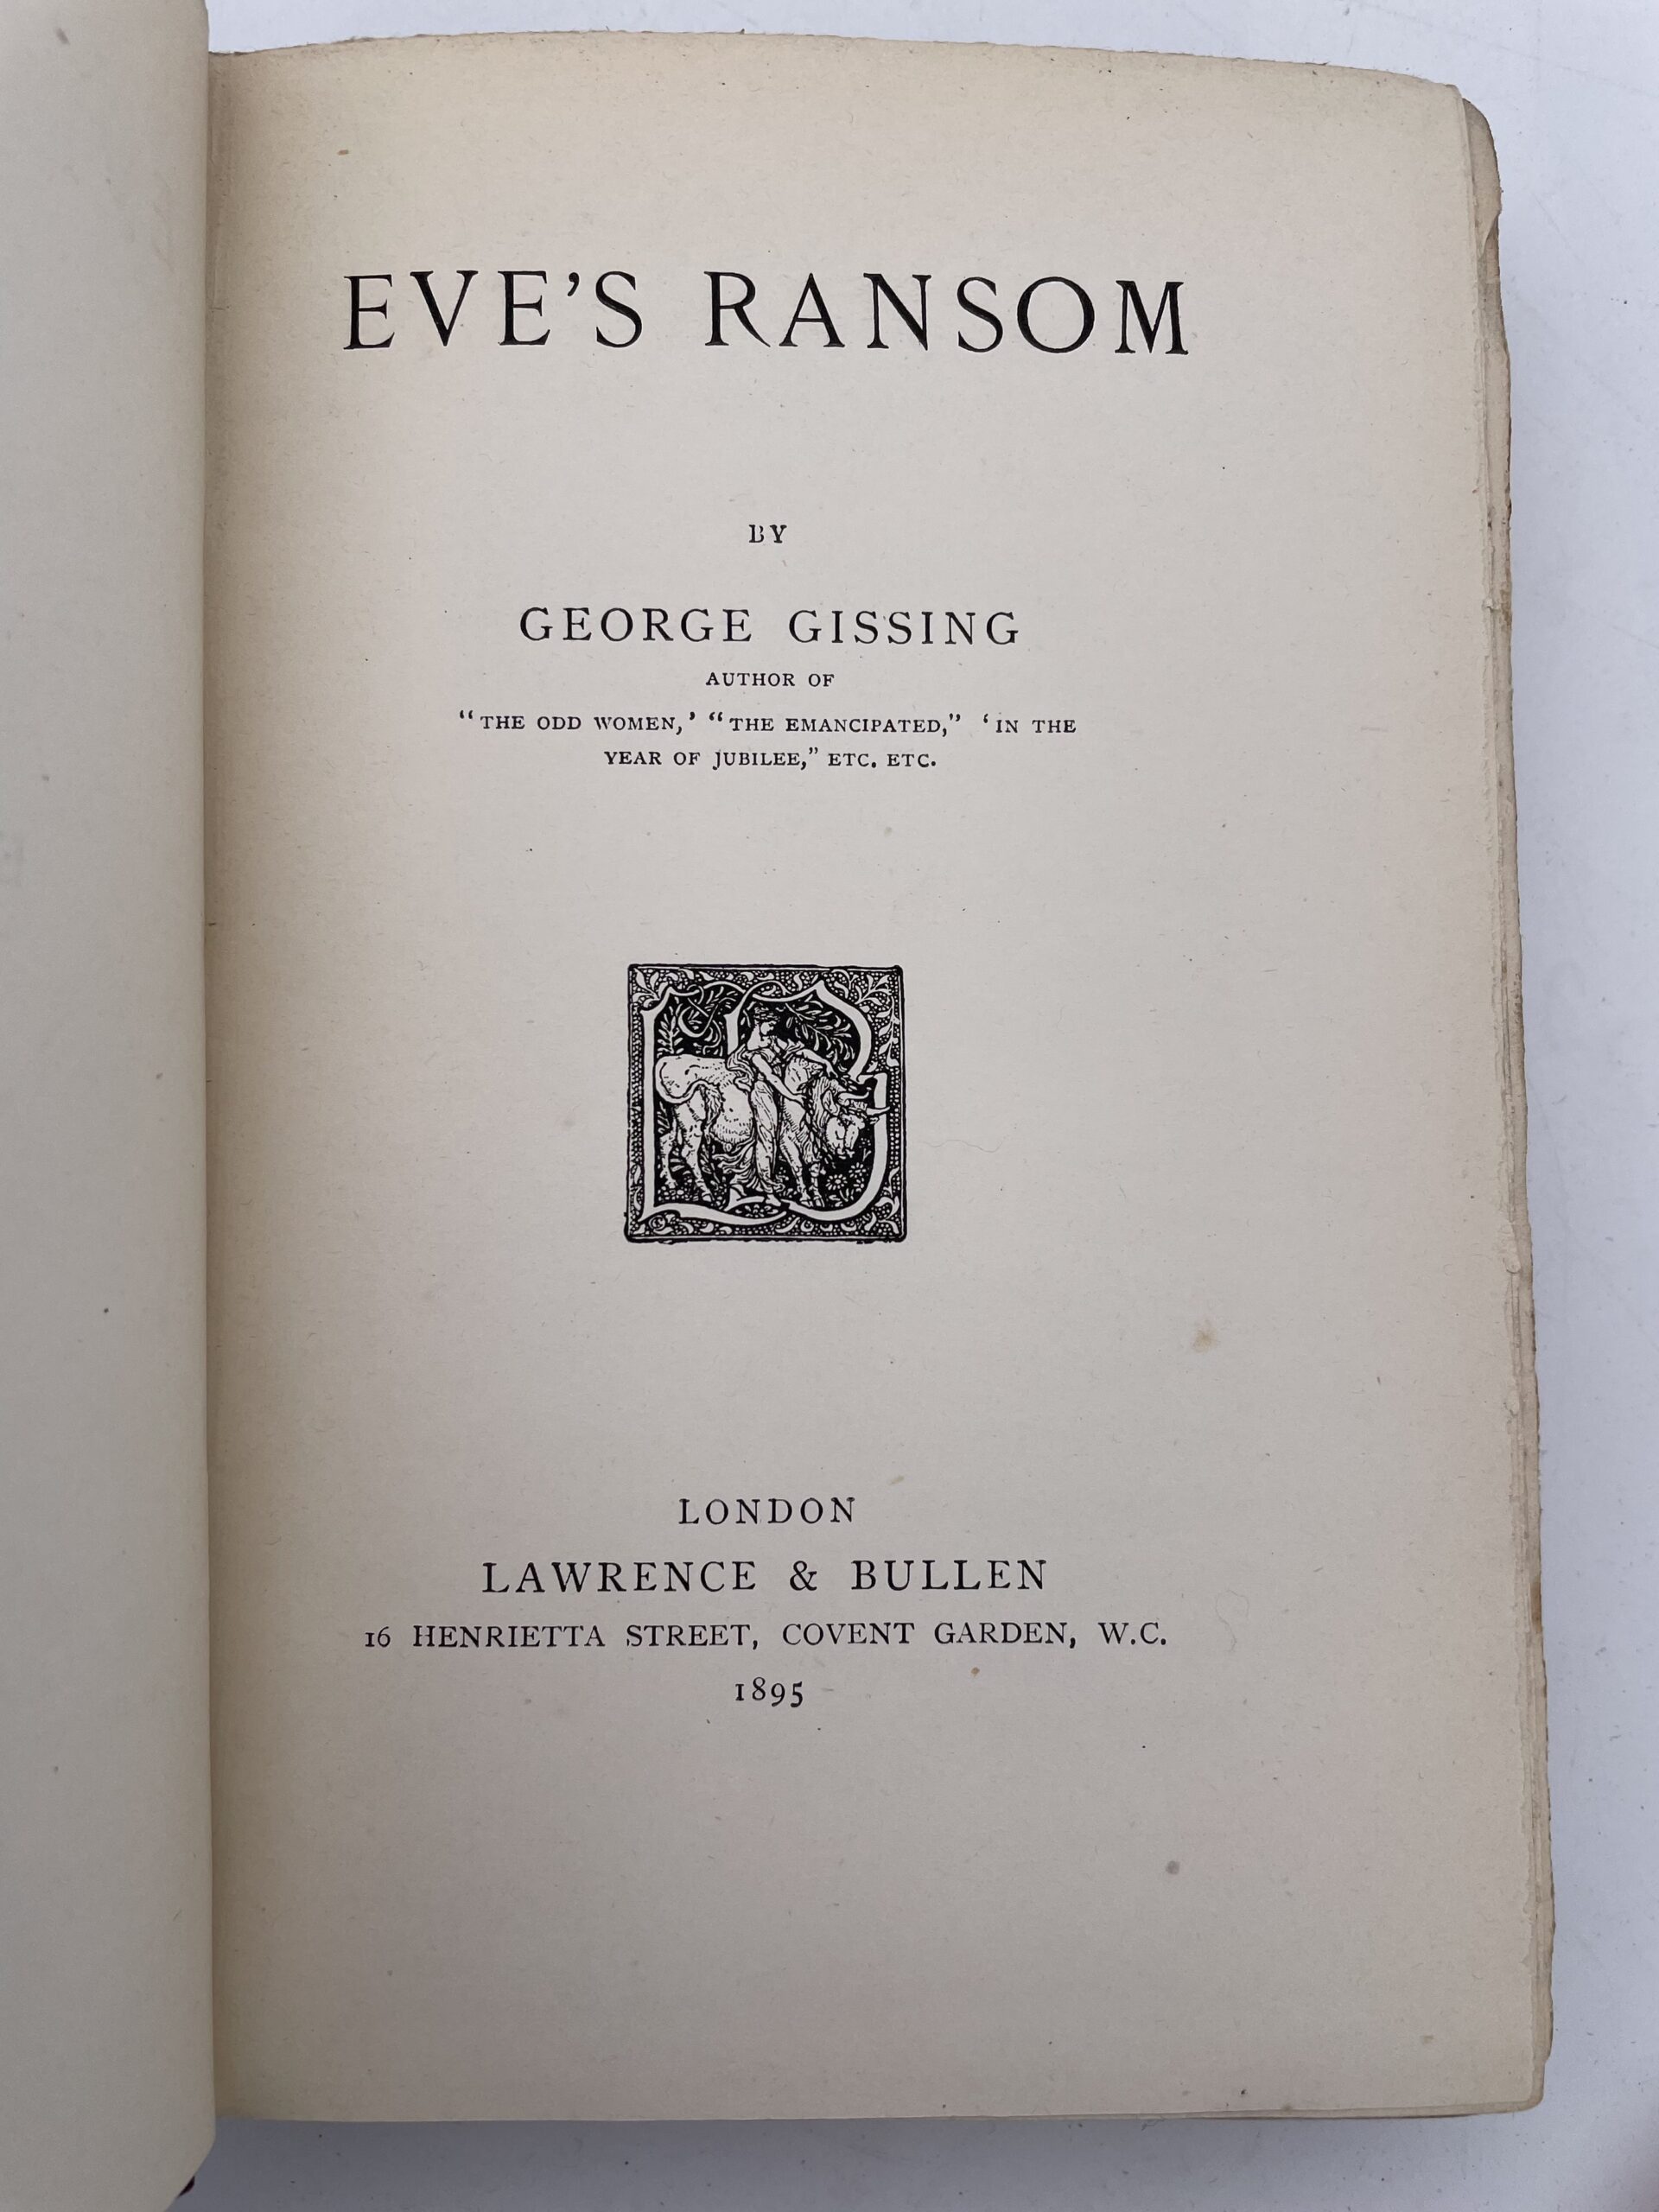 EVE'S RANSOM
BY
GEORGE GISSING
AUTHOR OF
“THE ODD WOMEN,’ “THE EMANCIPATED,” ‘IN THE
YEAR OF JUBILEE,” ETC. ETC.
LB
LONDON
LAWRENCE & BULLEN
16 HENRIETTA STREET, COVENT GARDEN, W.C.
1895